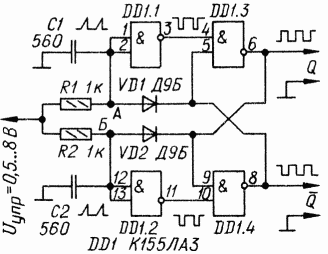 C1
DD1.1
DD1.3
560
1
2
&
3
4
5
&
6
Q
R1 1к
А
VD1 Д9Б
Uупр=0,5...8 В
Б
R2 1к
VD2 Д9Б
C2
560
12
13
&
11
9
10
&
8
Q̅
DD1.2
DD1.4
DD1 К155ЛА3